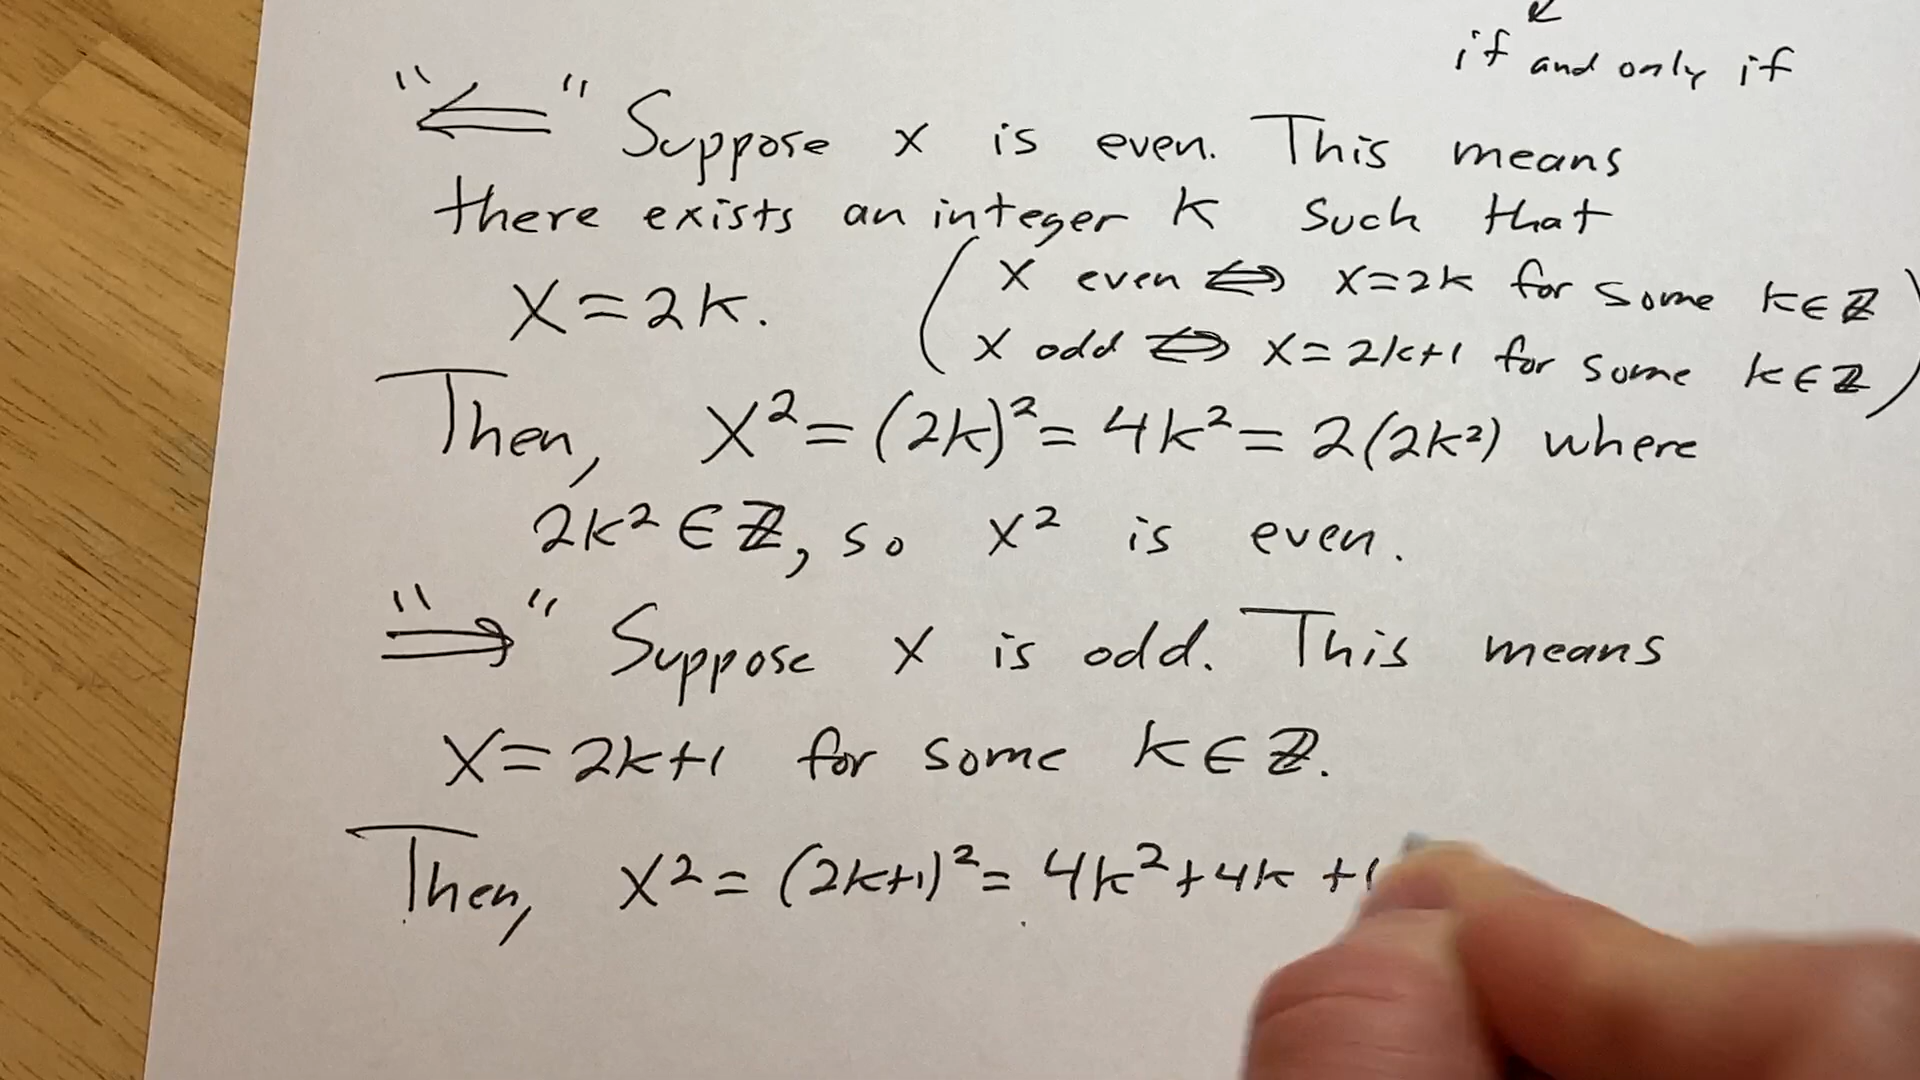 if and only if
"⟸" Suppose x is even. This means
there exists an integer k such that
x=2k.
(x even ⟺ x=2k for some k∈ℤ
x odd ⟺ x=2k+1 for some k∈ℤ)
Then, x²=(2k)²=4k²=2(2k²) where
2k²∈ℤ, so x² is even.
"⟹" Suppose x is odd. This means
x=2k+1 for some k∈ℤ.
Then, x²=(2k+1)²=4k²+4k+1